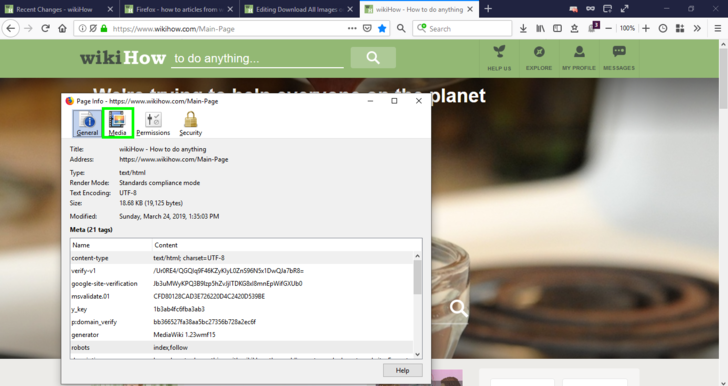 Recent Changes - wikiHow
Firefox - how to articles from w
Editing Download All Images o
wikiHow - How to do anything
https://www.wikihow.com/Main-Page
Search
100%
wikiHow to do anything...
HELP US
EXPLORE
MY PROFILE
MESSAGES
We're trying to help everyone on the planet
Page Info - https://www.wikihow.com/Main-Page
General
Media
Permissions
Security
Title: wikiHow - How to do anything
Address: https://www.wikihow.com/Main-Page
Type: text/html
Render Mode: Standards compliance mode
Text Encoding: UTF-8
Size: 18.68 KB (19,125 bytes)
Modified: Sunday, March 24, 2019, 1:35:03 PM
Meta (21 tags)
Name Content
content-type text/html; charset=UTF-8
verify-v1 /Ur0RE4/QGQIq9F46KZyKIyL0ZnS96N5x1DwQJa7bR8=
google-site-verification Jb3uMWyKPQ3B9Izp5hZvJjITDKG8xI8mnEpWifGXUb0
msvalidate.01 CFD80128CAD3E726220D4C2420D539BE
y_key 1b3ab4fc6fba3ab3
p:domain_verify bb366527fa38aa5bc27356b728a2ec6f
generator MediaWiki 1.23wmf15
robots index,follow
Help